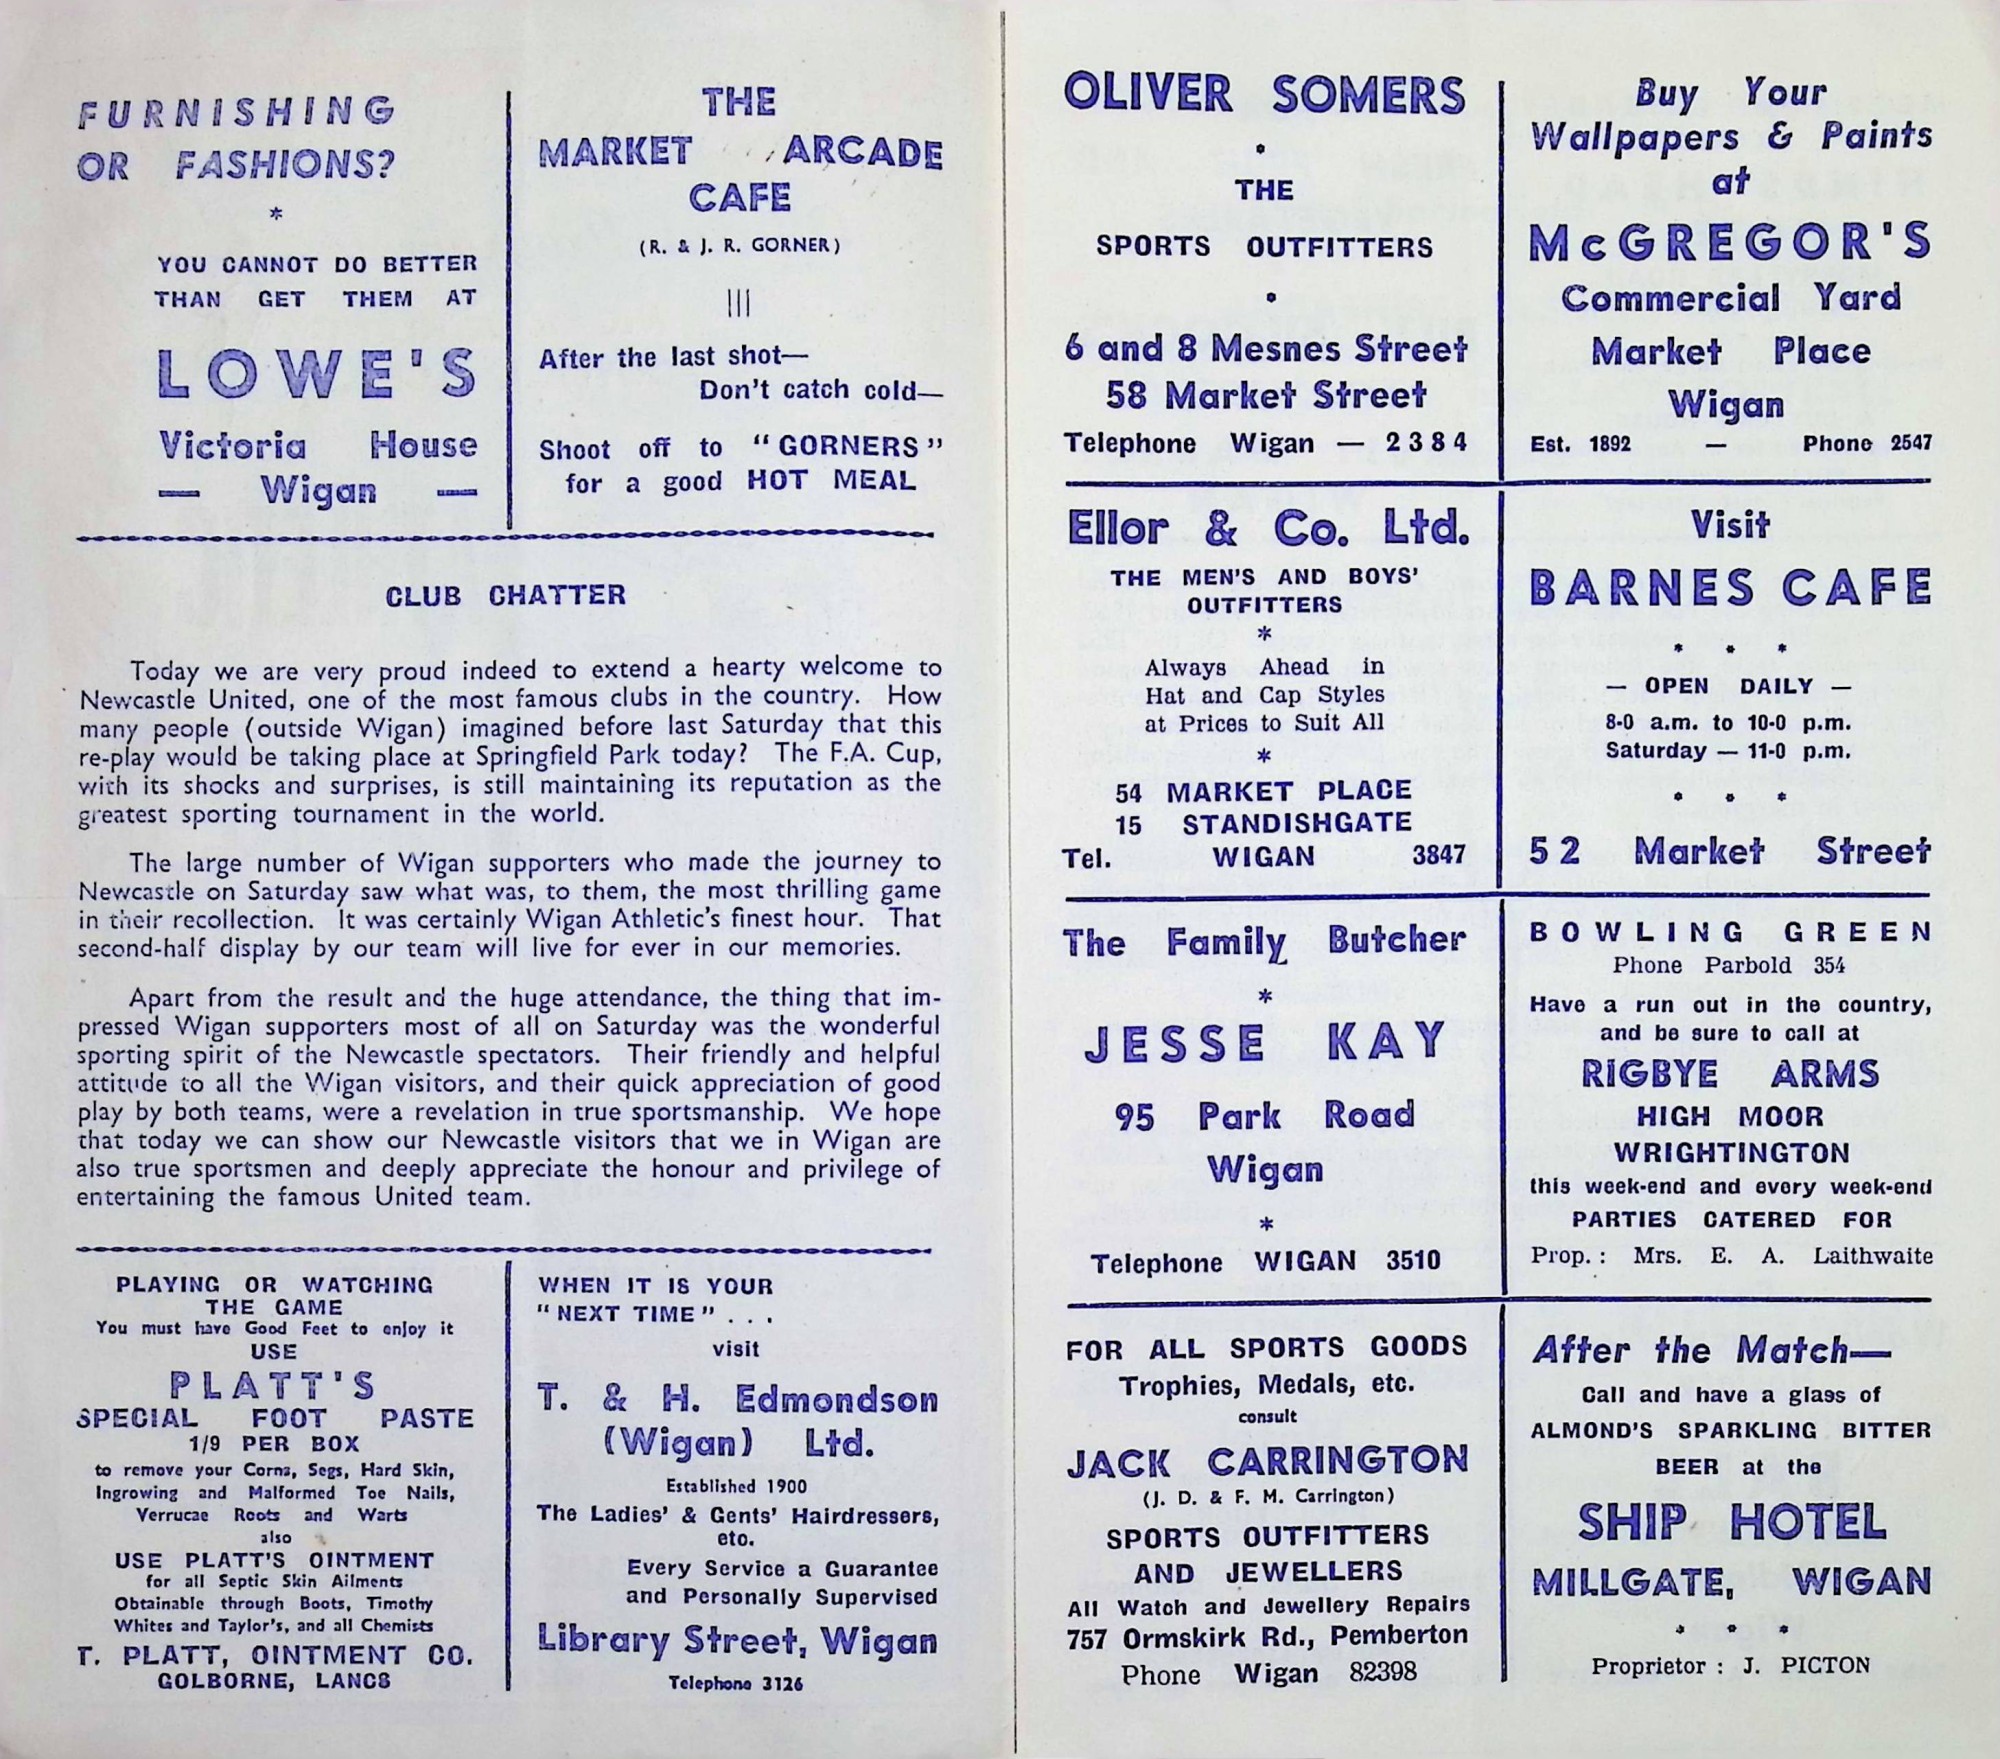 FURNISHING
OR FASHIONS?
*
YOU CANNOT DO BETTER
THAN GET THEM AT
LOWE'S
Victoria House
— Wigan —
THE
MARKET ARCADE
CAFE
(R. & J. R. GORNER)
|||
After the last shot—
Don't catch cold—
Shoot off to "GORNERS"
for a good HOT MEAL
CLUB CHATTER
Today we are very proud indeed to extend a hearty welcome to
Newcastle United, one of the most famous clubs in the country. How
many people (outside Wigan) imagined before last Saturday that this
re-play would be taking place at Springfield Park today? The F.A. Cup,
with its shocks and surprises, is still maintaining its reputation as the
greatest sporting tournament in the world.
The large number of Wigan supporters who made the journey to
Newcastle on Saturday saw what was, to them, the most thrilling game
in their recollection. It was certainly Wigan Athletic's finest hour. That
second-half display by our team will live for ever in our memories.
Apart from the result and the huge attendance, the thing that im-
pressed Wigan supporters most of all on Saturday was the wonderful
sporting spirit of the Newcastle spectators. Their friendly and helpful
attitude to all the Wigan visitors, and their quick appreciation of good
play by both teams, were a revelation in true sportsmanship. We hope
that today we can show our Newcastle visitors that we in Wigan are
also true sportsmen and deeply appreciate the honour and privilege of
entertaining the famous United team.
PLAYING OR WATCHING
THE GAME
You must have Good Feet to enjoy it
USE
PLATT'S
SPECIAL FOOT PASTE
1/9 PER BOX
to remove your Corns, Segs, Hard Skin,
Ingrowing and Malformed Toe Nails,
Verrucae Roots and Warts
also
USE PLATT'S OINTMENT
for all Septic Skin Ailments
Obtainable through Boots, Timothy
Whites and Taylor's, and all Chemists
T. PLATT, OINTMENT CO.
GOLBORNE, LANCS
WHEN IT IS YOUR
"NEXT TIME" . . .
visit
T. & H. Edmondson
(Wigan) Ltd.
Established 1900
The Ladies' & Gents' Hairdressers,
etc.
Every Service a Guarantee
and Personally Supervised
Library Street, Wigan
Telephone 3126
OLIVER SOMERS
•
THE
SPORTS OUTFITTERS
•
6 and 8 Mesnes Street
58 Market Street
Telephone Wigan — 2384
Buy Your
Wallpapers & Paints
at
McGREGOR'S
Commercial Yard
Market Place
Wigan
Est. 1892 — Phone 2547
Ellor & Co. Ltd.
THE MEN'S AND BOYS'
OUTFITTERS
*
Always Ahead in
Hat and Cap Styles
at Prices to Suit All
*
54 MARKET PLACE
15 STANDISHGATE
Tel. WIGAN 3847
Visit
BARNES CAFE
• • •
— OPEN DAILY —
8-0 a.m. to 10-0 p.m.
Saturday — 11-0 p.m.
• • •
52 Market Street
The Family Butcher
*
JESSE KAY
95 Park Road
Wigan
*
Telephone WIGAN 3510
BOWLING GREEN
Phone Parbold 354
Have a run out in the country,
and be sure to call at
RIGBYE ARMS
HIGH MOOR
WRIGHTINGTON
this week-end and every week-end
PARTIES CATERED FOR
Prop.: Mrs. E. A. Laithwaite
FOR ALL SPORTS GOODS
Trophies, Medals, etc.
consult
JACK CARRINGTON
(J. D. & F. M. Carrington)
SPORTS OUTFITTERS
AND JEWELLERS
All Watch and Jewellery Repairs
757 Ormskirk Rd., Pemberton
Phone Wigan 82398
After the Match—
Call and have a glass of
ALMOND'S SPARKLING BITTER
BEER at the
SHIP HOTEL
MILLGATE, WIGAN
• • •
Proprietor : J. PICTON